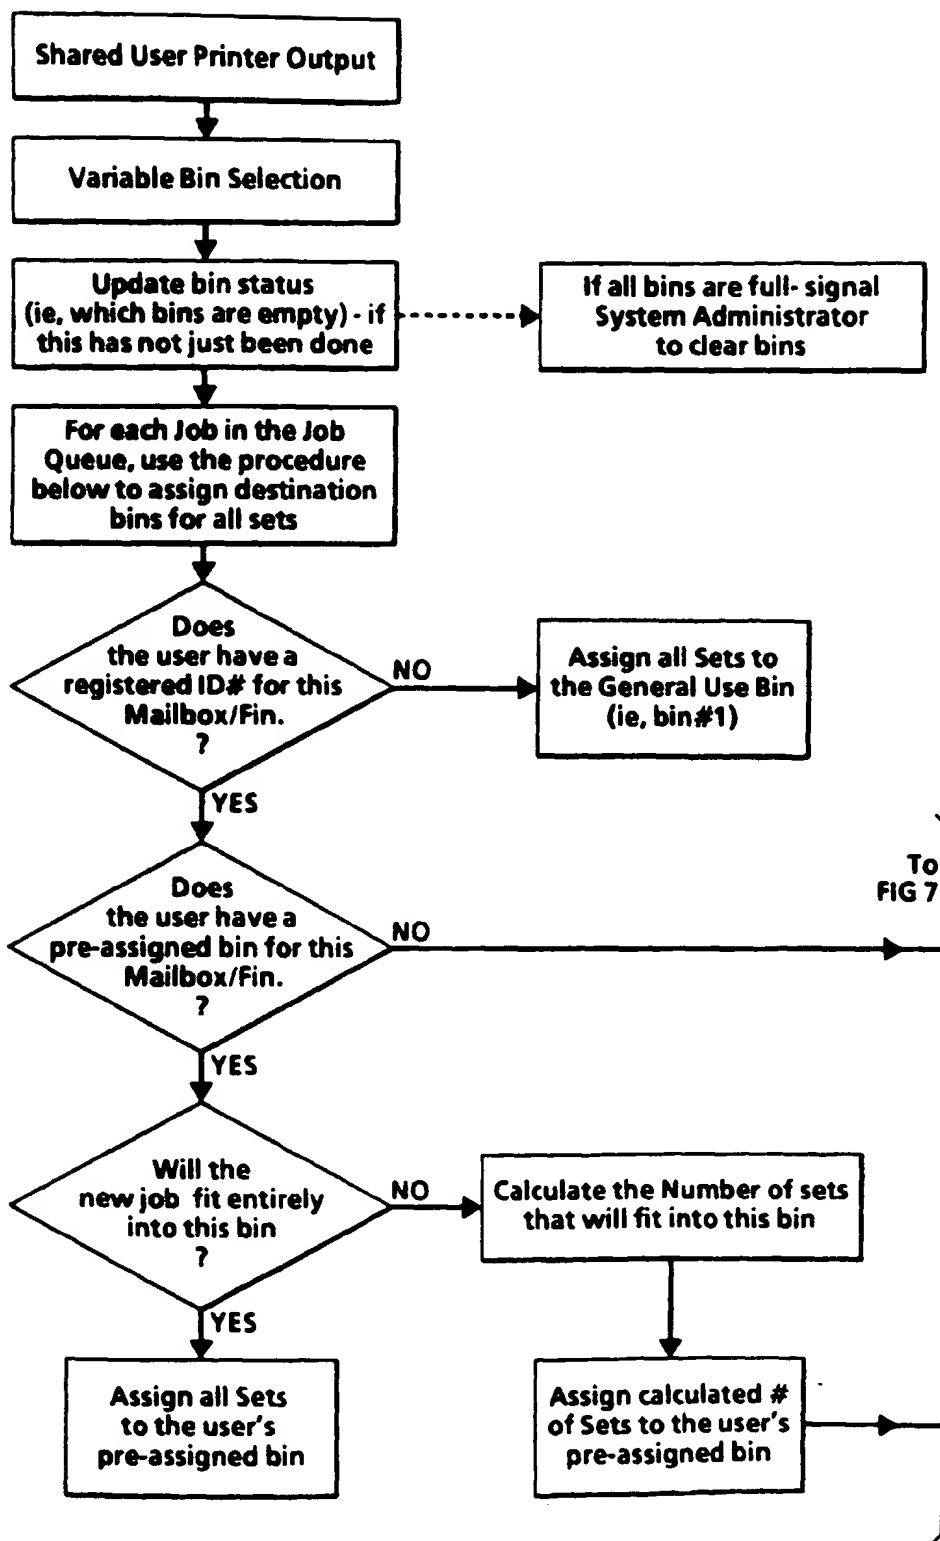 Shared User Printer Output
Variable Bin Selection
Update bin status
(ie, which bins are empty) - if
this has not just been done
If all bins are full- signal
System Administrator
to clear bins
For each Job in the Job
Queue, use the procedure
below to assign destination
bins for all sets
Does
the user have a
registered ID# for this
Mailbox/Fin.
?
NO
Assign all Sets to
the General Use Bin
(ie, bin#1)
YES
Does
the user have a
pre-assigned bin for this
Mailbox/Fin.
?
NO
To
FIG 7
YES
Will the
new job fit entirely
into this bin
?
NO
Calculate the Number of sets
that will fit into this bin
YES
Assign all Sets
to the user's
pre-assigned bin
Assign calculated #
of Sets to the user's
pre-assigned bin